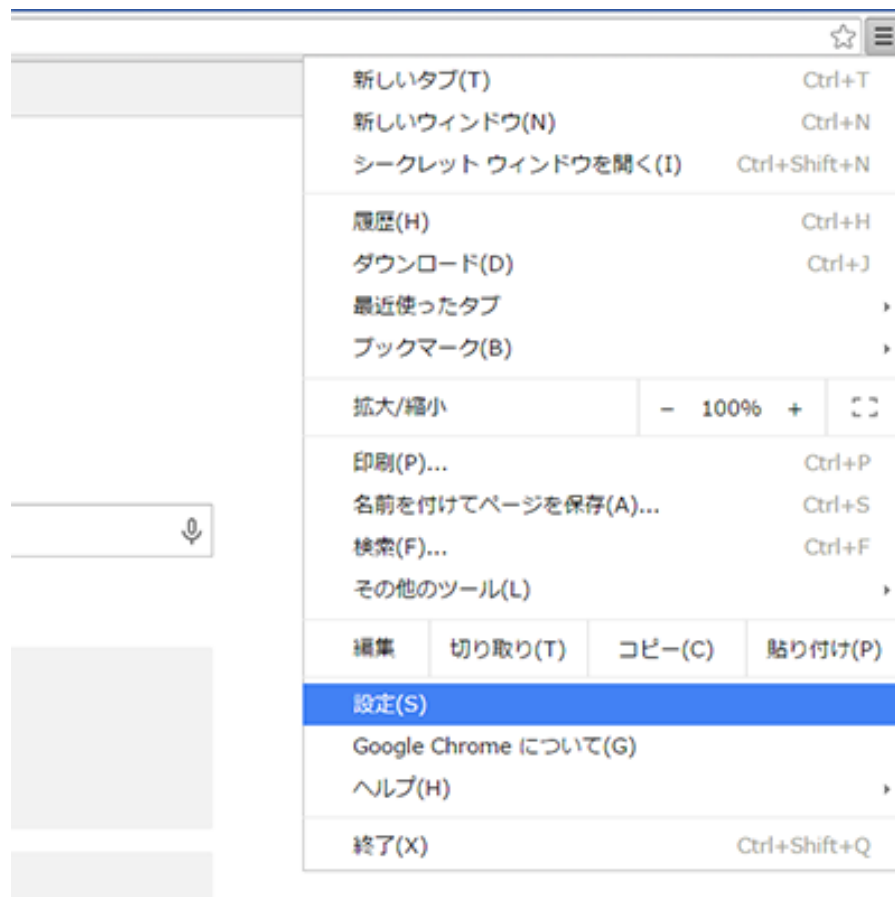 新しいタブ(T) Ctrl+T
新しいウィンドウ(N) Ctrl+N
シークレット ウィンドウを開く(I) Ctrl+Shift+N
履歴(H) Ctrl+H
ダウンロード(D) Ctrl+J
最近使ったタブ
ブックマーク(B)
拡大/縮小 － 100% +
印刷(P)... Ctrl+P
名前を付けてページを保存(A)... Ctrl+S
検索(F)... Ctrl+F
その他のツール(L)
編集 切り取り(T) コピー(C) 貼り付け(P)
設定(S)
Google Chrome について(G)
ヘルプ(H)
終了(X) Ctrl+Shift+Q